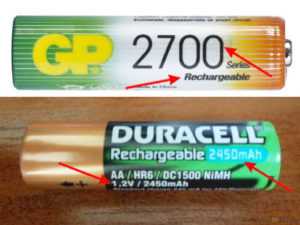 GP
2700
Series
Rechargeable
DURACELL
Rechargeable 2450mAh
AA / HR6 / DC1500 NiMH
1.2V / 2450mAh